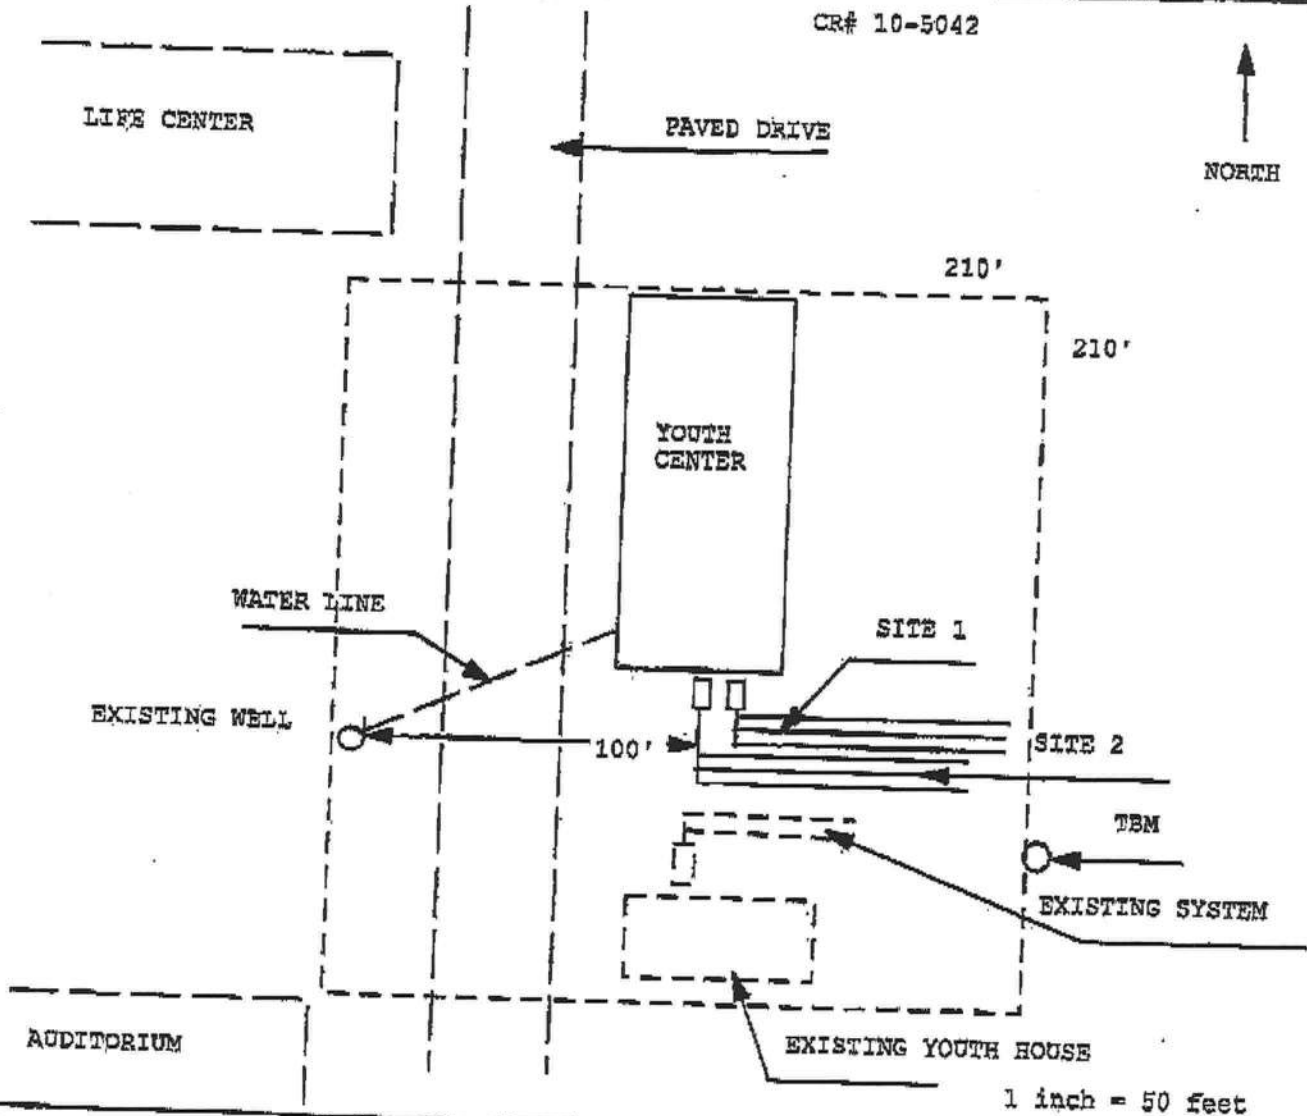 CR# 10-5042
LIFE CENTER
PAVED DRIVE
NORTH
210'
210'
YOUTH
CENTER
WATER LINE
SITE 1
EXISTING WELL
100'
SITE 2
TBM
EXISTING SYSTEM
AUDITORIUM
EXISTING YOUTH HOUSE
1 inch = 50 feet